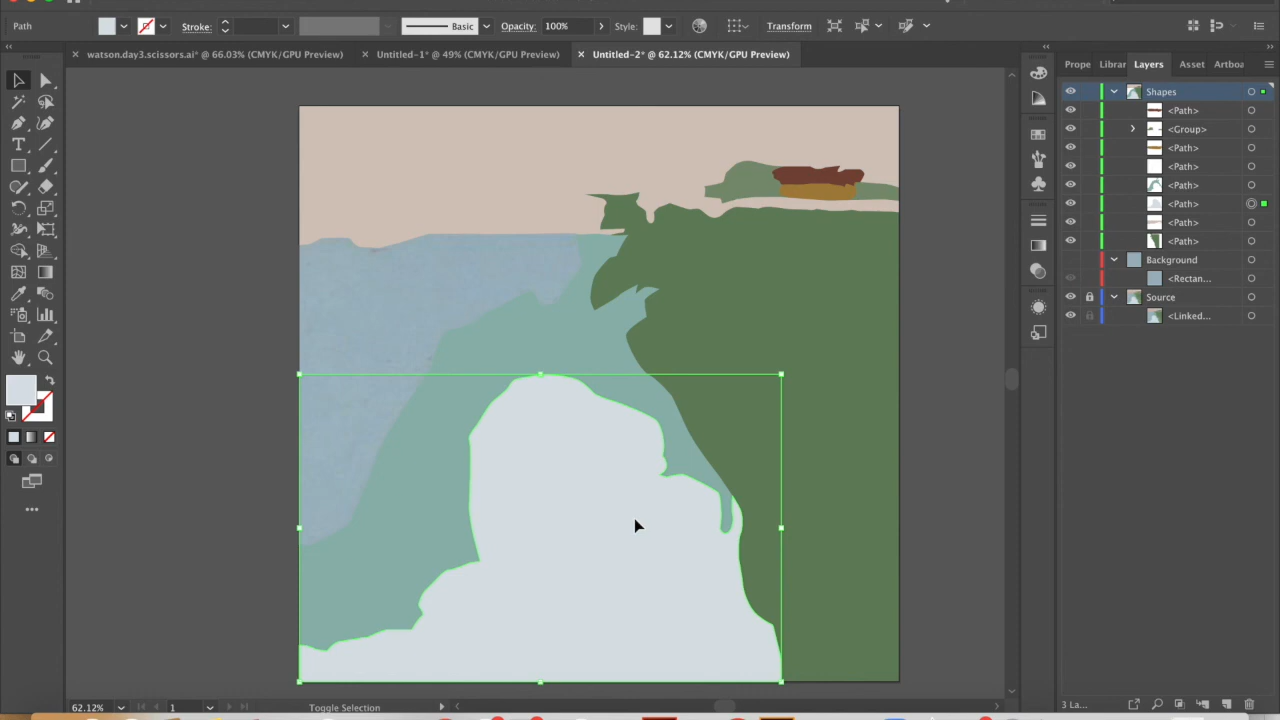 Path Stroke: Basic Opacity: 100% Style: Transform
watson.day3.scissors.ai* @ 66.03% (CMYK/GPU Preview) Untitled-1* @ 49% (CMYK/GPU Preview) Untitled-2* @ 62.12% (CMYK/GPU Preview)
Prope Librar Layers Asset Artboa
Shapes
<Path>
<Group>
<Path>
<Path>
<Path>
<Path>
<Path>
<Path>
Background
<Rectan...
Source
<Linked...
62.12% 1 Toggle Selection
3 La...